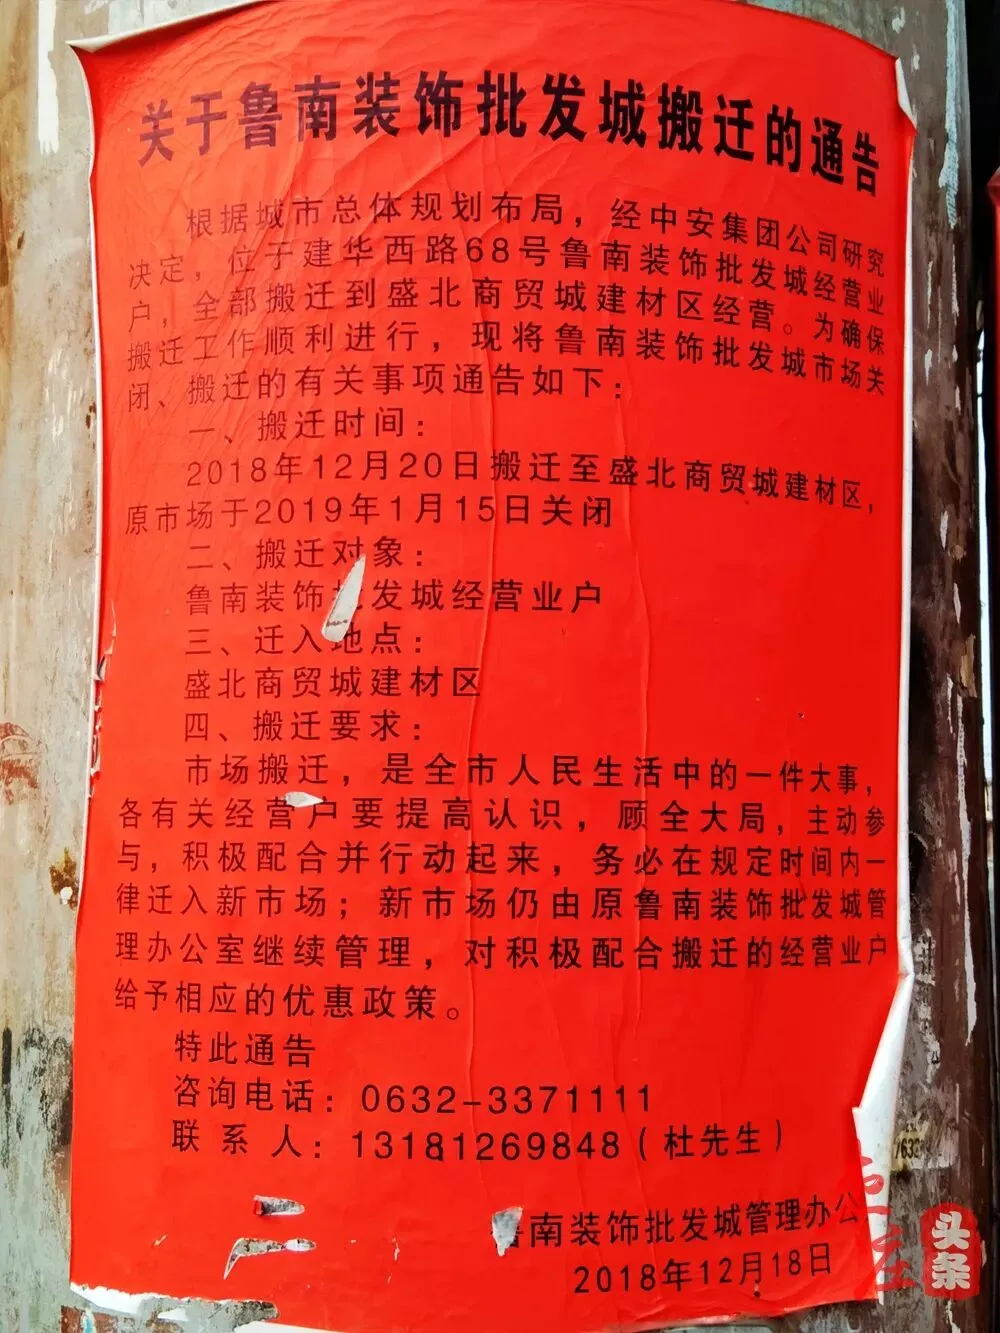 关于鲁南装饰批发城搬迁的通告
根据城市总体规划布局，经中安集团公司研究
决定，位于建华西路68号鲁南装饰批发城经营业
户，全部搬迁到盛北商贸城建材区经营。为确保
搬迁工作顺利进行，现将鲁南装饰批发城市场关
闭、搬迁的有关事项通告如下：
一、搬迁时间：
2018年12月20日搬迁至盛北商贸城建材区，
原市场于2019年1月15日关闭
二、搬迁对象：
鲁南装饰批发城经营业户
三、迁入地点：
盛北商贸城建材区
四、搬迁要求：
市场搬迁，是全市人民生活中的一件大事，
各有关经营户要提高认识，顾全大局，主动参
与，积极配合并行动起来，务必在规定时间内一
律迁入新市场；新市场仍由原鲁南装饰批发城管
理办公室继续管理，对积极配合搬迁的经营业户
给予相应的优惠政策。
特此通告
咨询电话：0632-3371111
联系人：13181269848（杜先生）
鲁南装饰批发城管理办公
2018年12月18日
头条